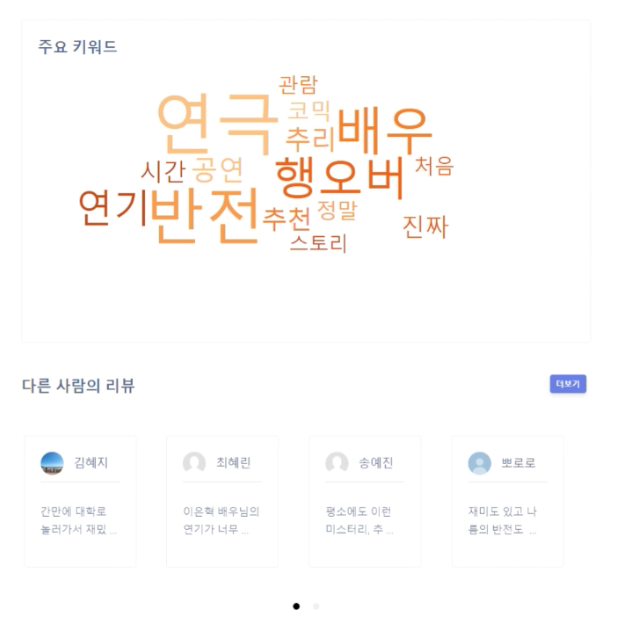 주요 키워드
관람
연극
코믹
추리
배우
시간
공연
행오버
처음
연기
반전
추천
정말
진짜
스토리
다른 사람의 리뷰
더보기
김혜지
최혜린
송예진
뽀로로
간만에 대학로
놀러가서 재밌 ...
이은혁 배우님의
연기가 너무 ...
평소에도 이런
미스터리, 추 ...
재미도 있고 나
름의 반전도 ...